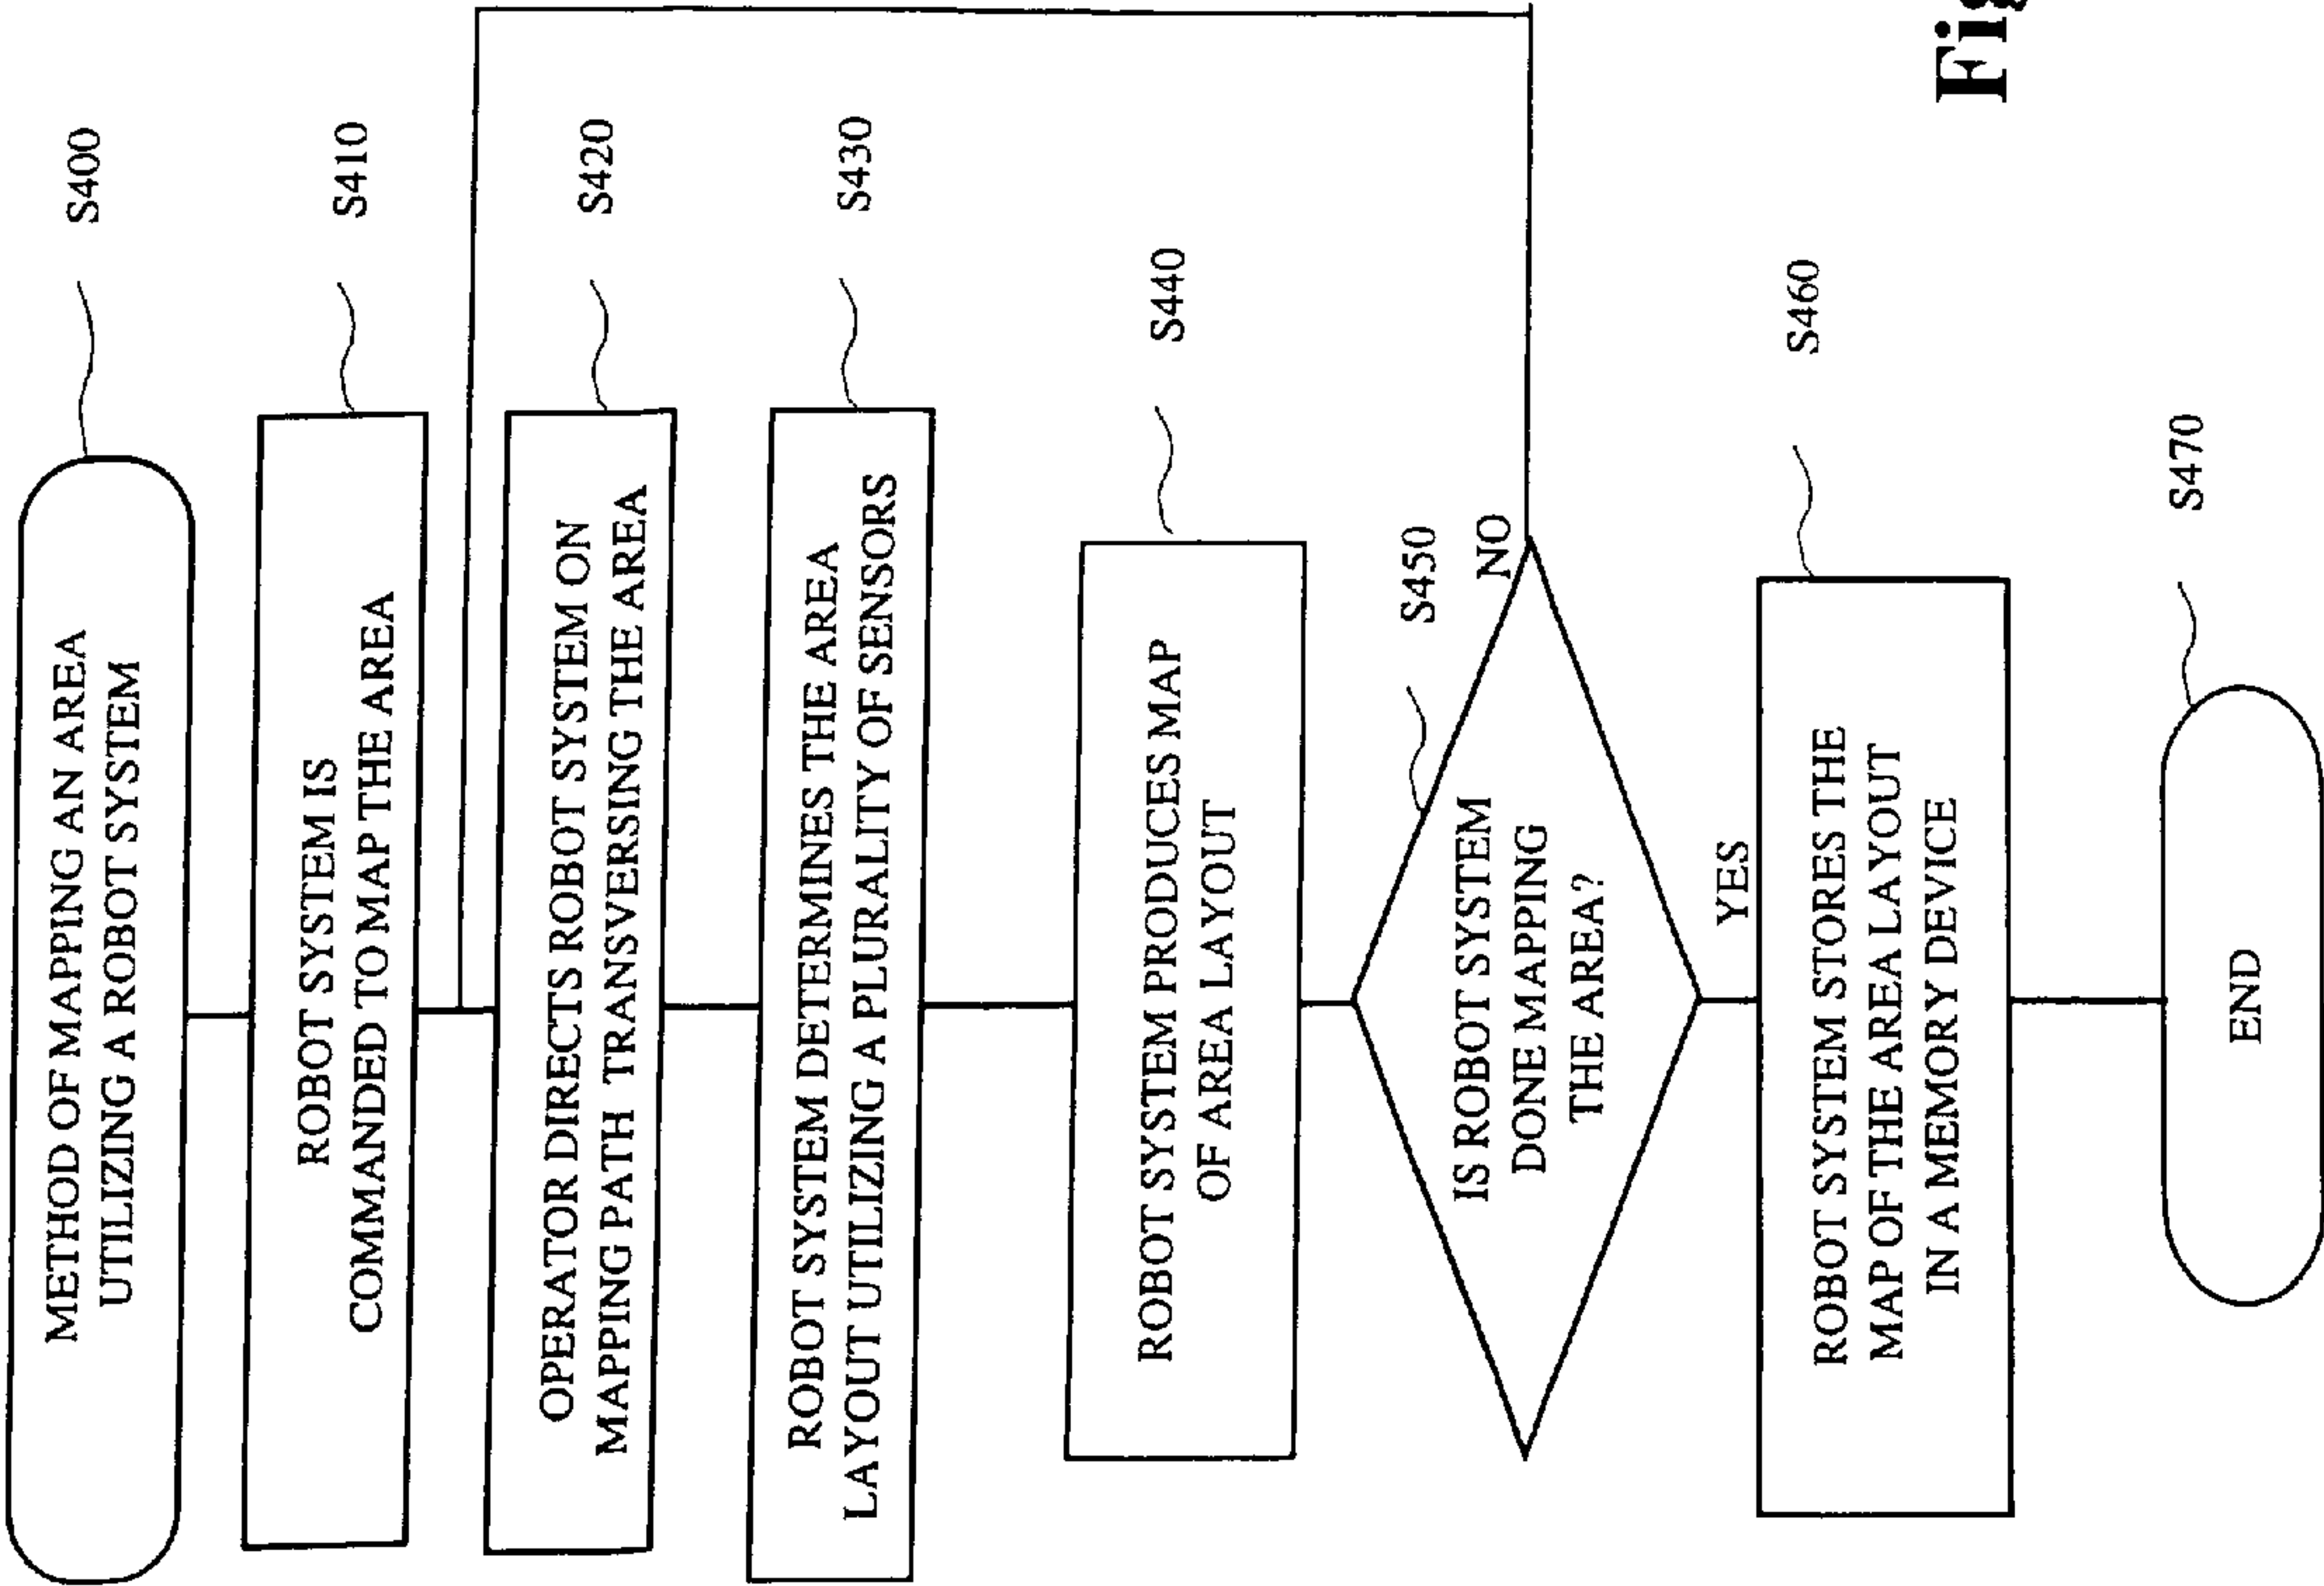 METHOD OF MAPPING AN AREA
UTILIZING A ROBOT SYSTEM
S400
ROBOT SYSTEM IS
COMMANDED TO MAP THE AREA
S410
OPERATOR DIRECTS ROBOT SYSTEM ON
MAPPING PATH TRANSVERSING THE AREA
S420
ROBOT SYSTEM DETERMINES THE AREA
LAYOUT UTILIZING A PLURALITY OF SENSORS
S430
ROBOT SYSTEM PRODUCES MAP
OF AREA LAYOUT
S440
IS ROBOT SYSTEM
DONE MAPPING
THE AREA?
S450
NO
YES
ROBOT SYSTEM STORES THE
MAP OF THE AREA LAYOUT
IN A MEMORY DEVICE
S460
END
S470